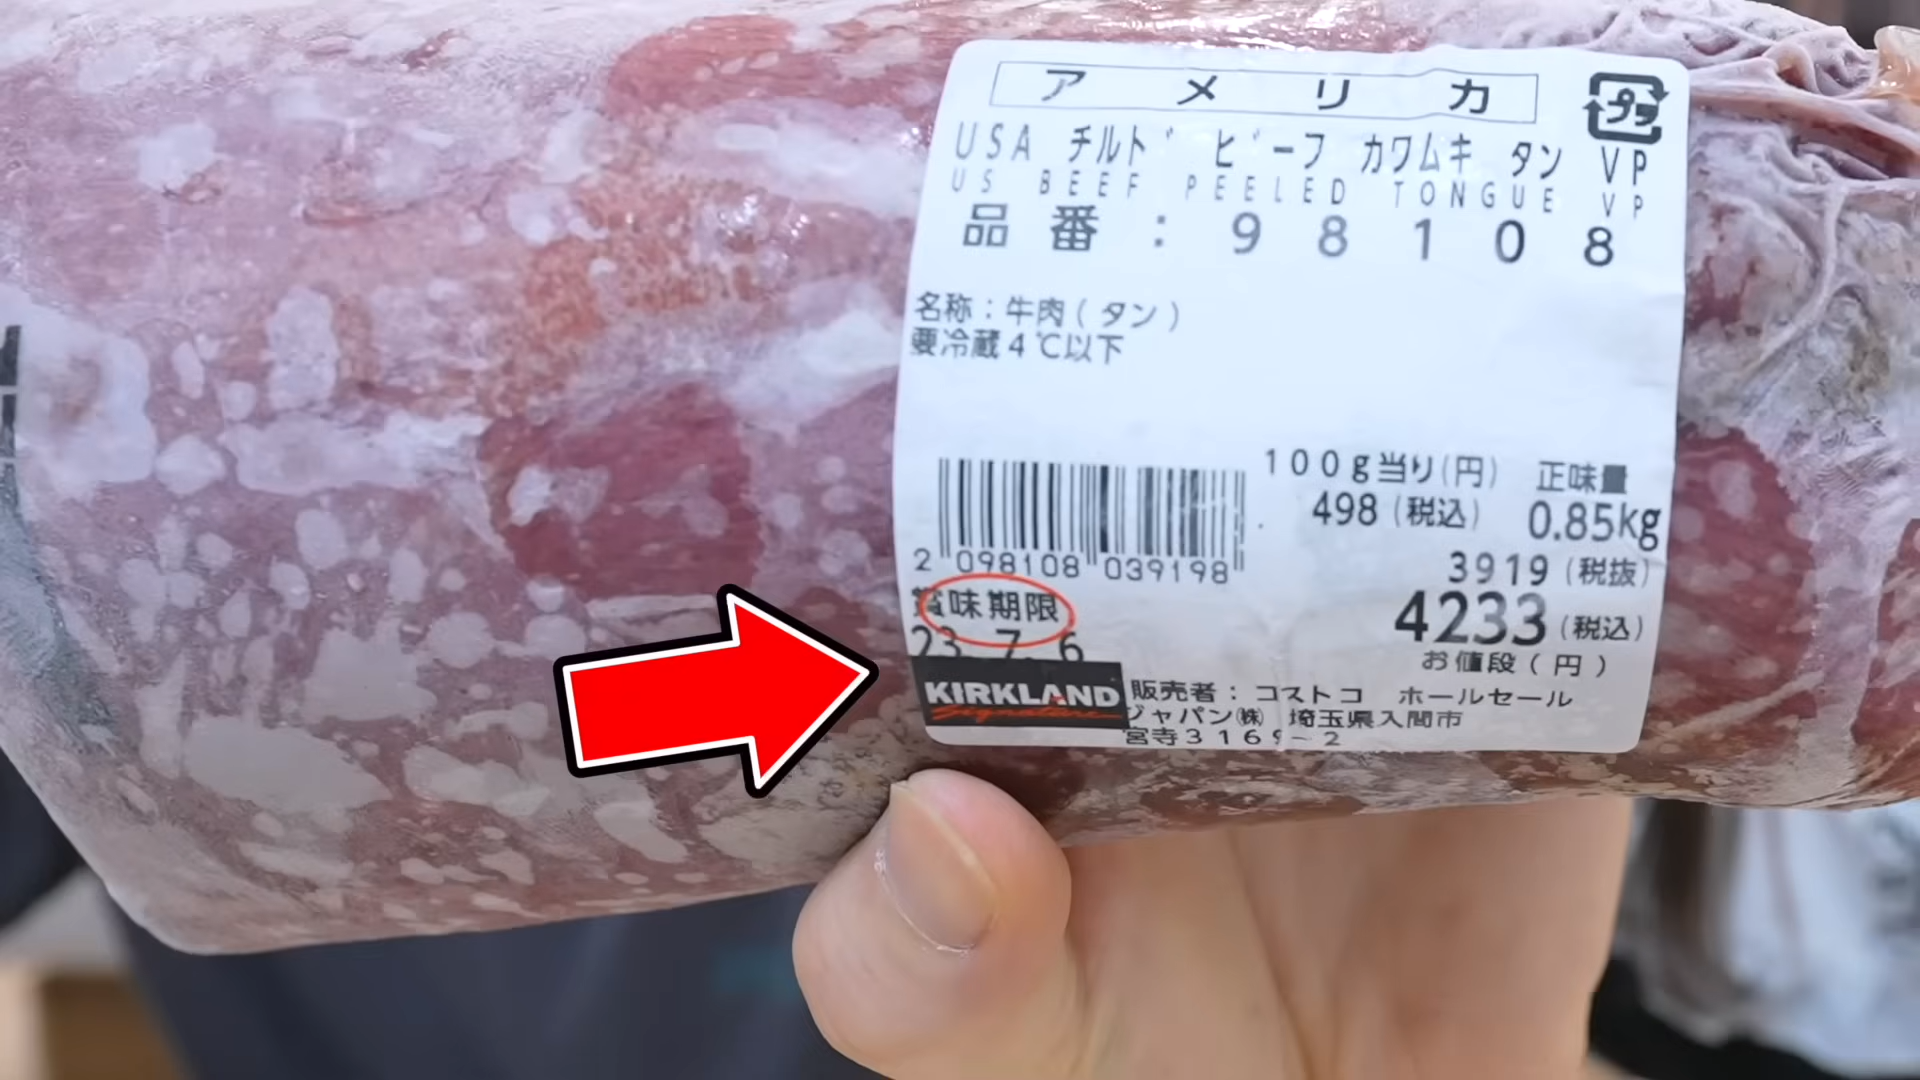 アメリカ
プラ
USA チルド ビーフ カワムキ タン VP
US BEEF PEELED TONGUE VP
品番:98108
名称:牛肉(タン)
要冷蔵4℃以下
100g当り(円) 正味量
498(税込) 0.85kg
2 098108 039198
3919(税抜)
賞味期限
4233(税込)
23. 7. 6
お値段(円)
KIRKLAND
Signature
販売者:コストコ ホールセール
ジャパン㈱ 埼玉県入間市
宮寺3169-2